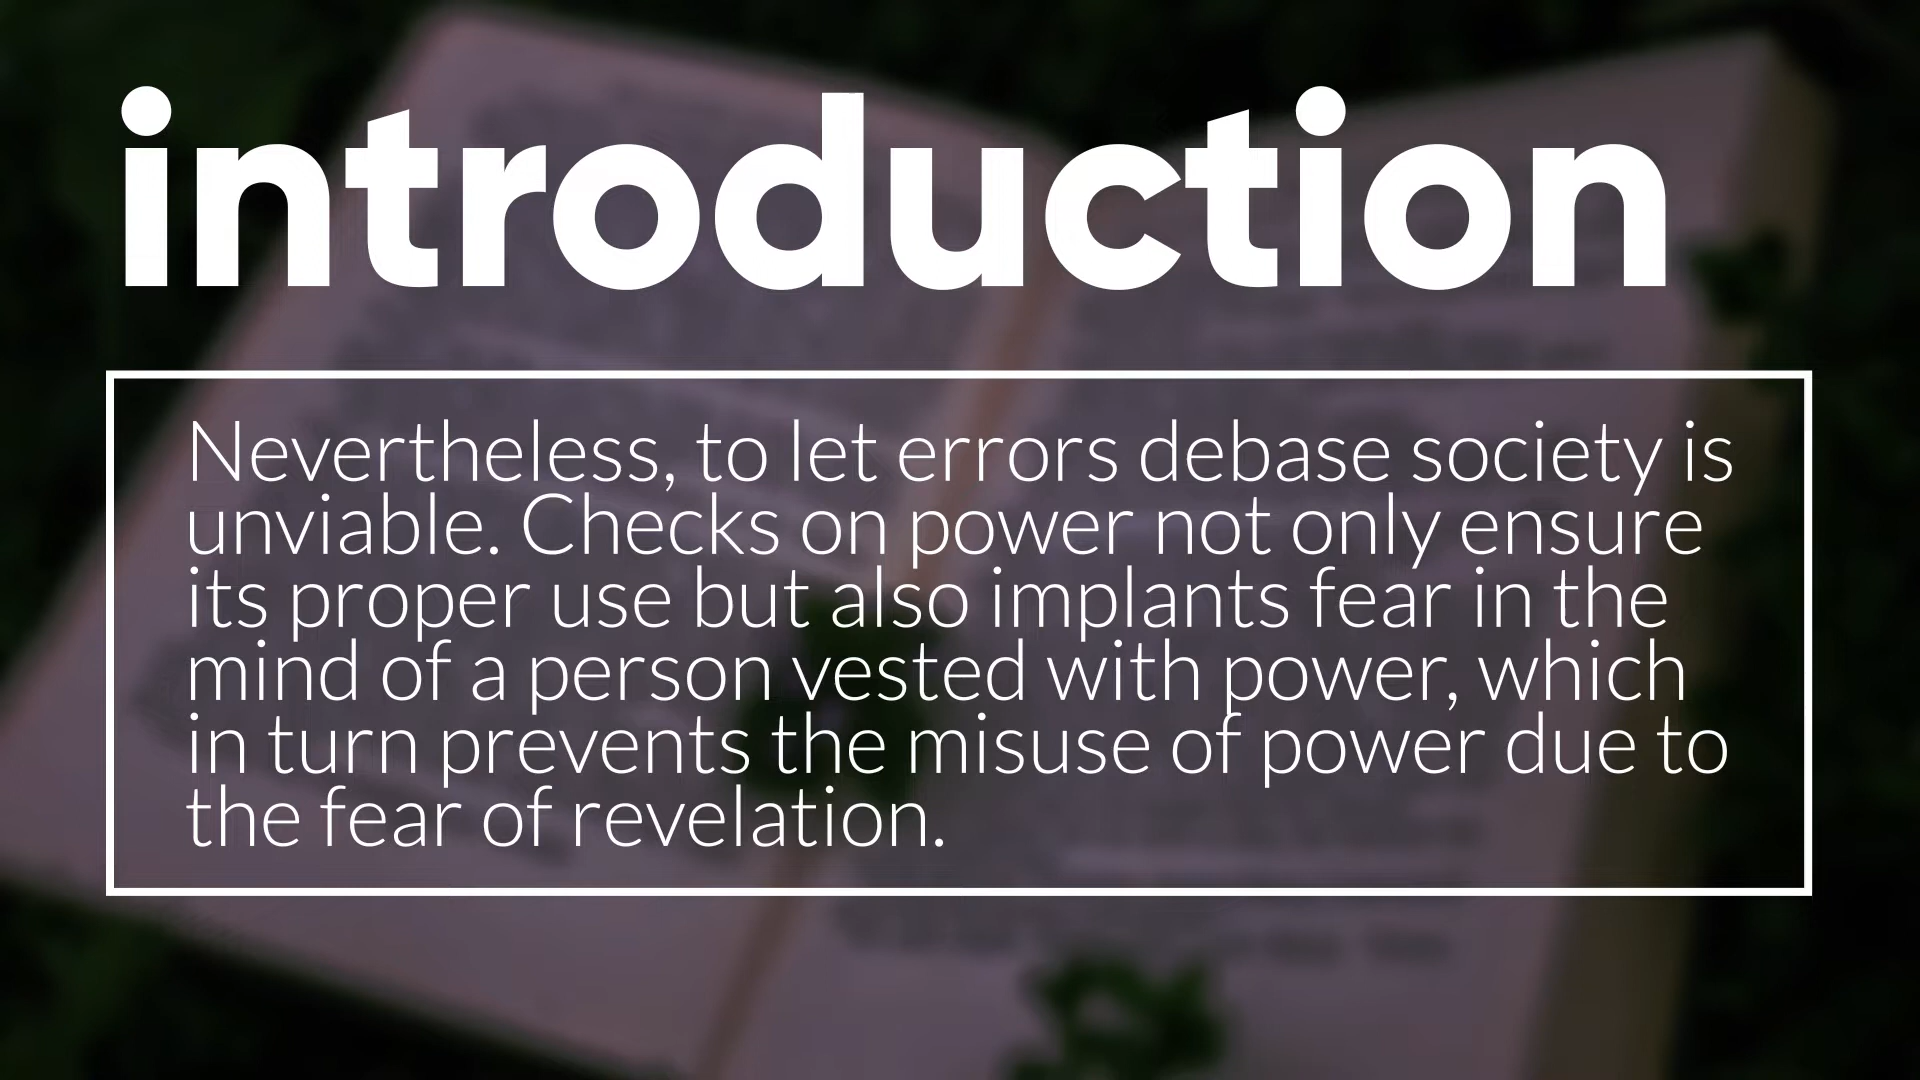 introduction
Nevertheless, to let errors debase society is
unviable. Checks on power not only ensure
its proper use but also implants fear in the
mind of a person vested with power, which
in turn prevents the misuse of power due to
the fear of revelation.